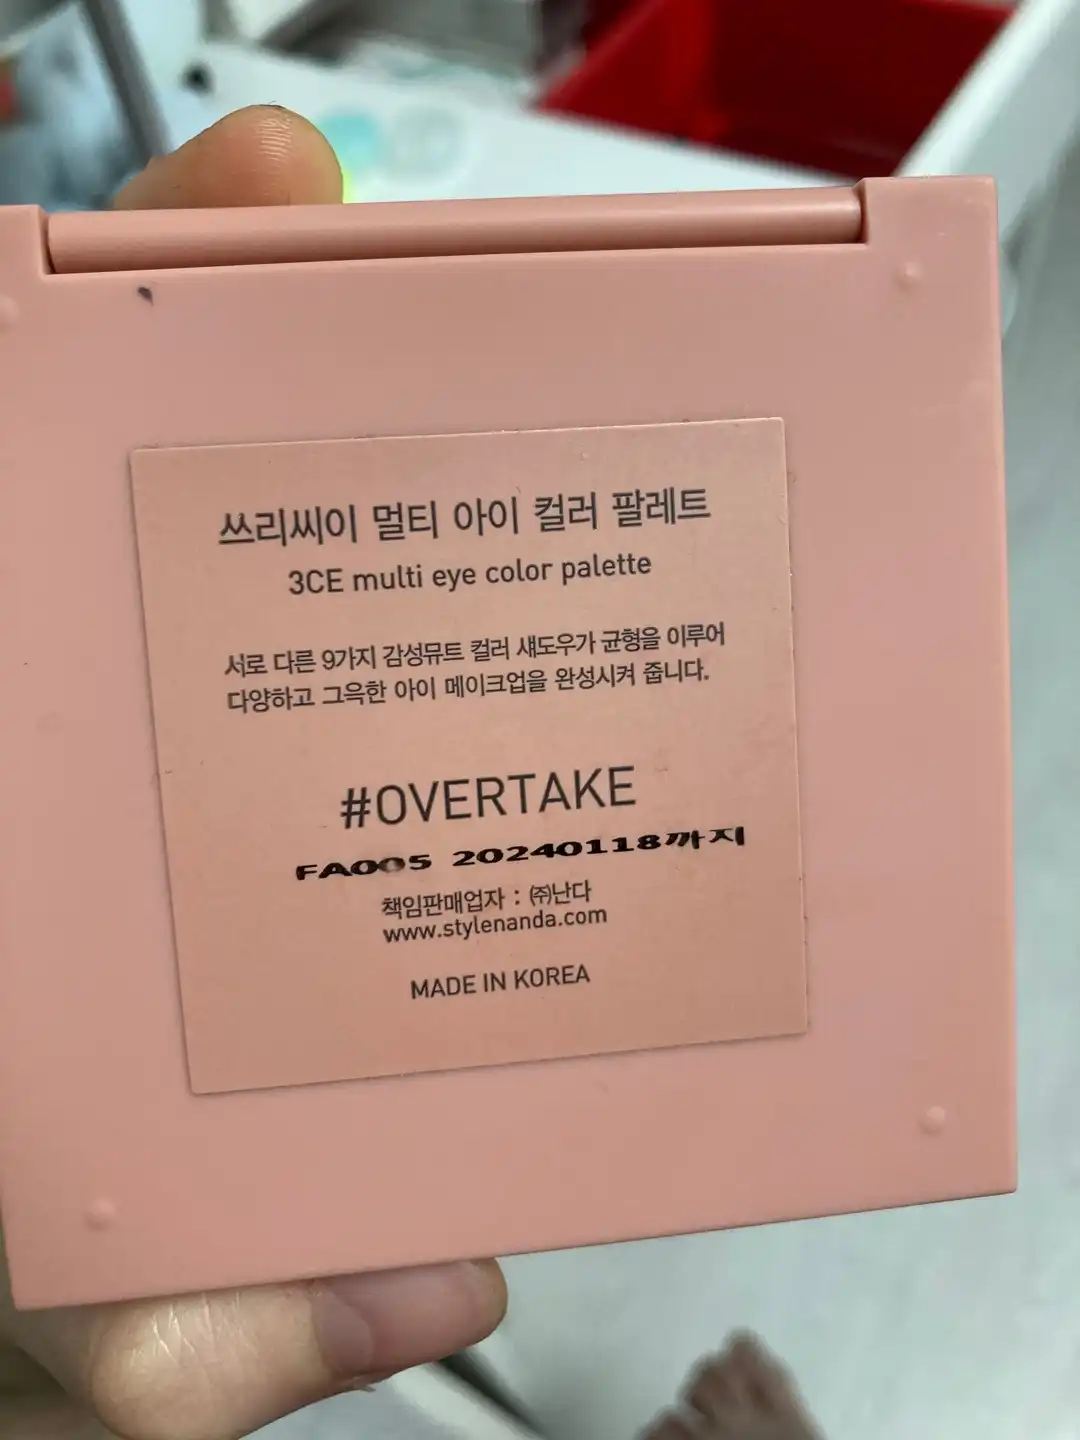 쓰리씨이 멀티 아이 컬러 팔레트
3CE multi eye color palette
서로 다른 9가지 감성뮤트 컬러 섀도우가 균형을 이루어
다양하고 그윽한 아이 메이크업을 완성시켜 줍니다.
#OVERTAKE
FA005 20240118까지
책임판매업자 : ㈜난다
www.stylenanda.com
MADE IN KOREA